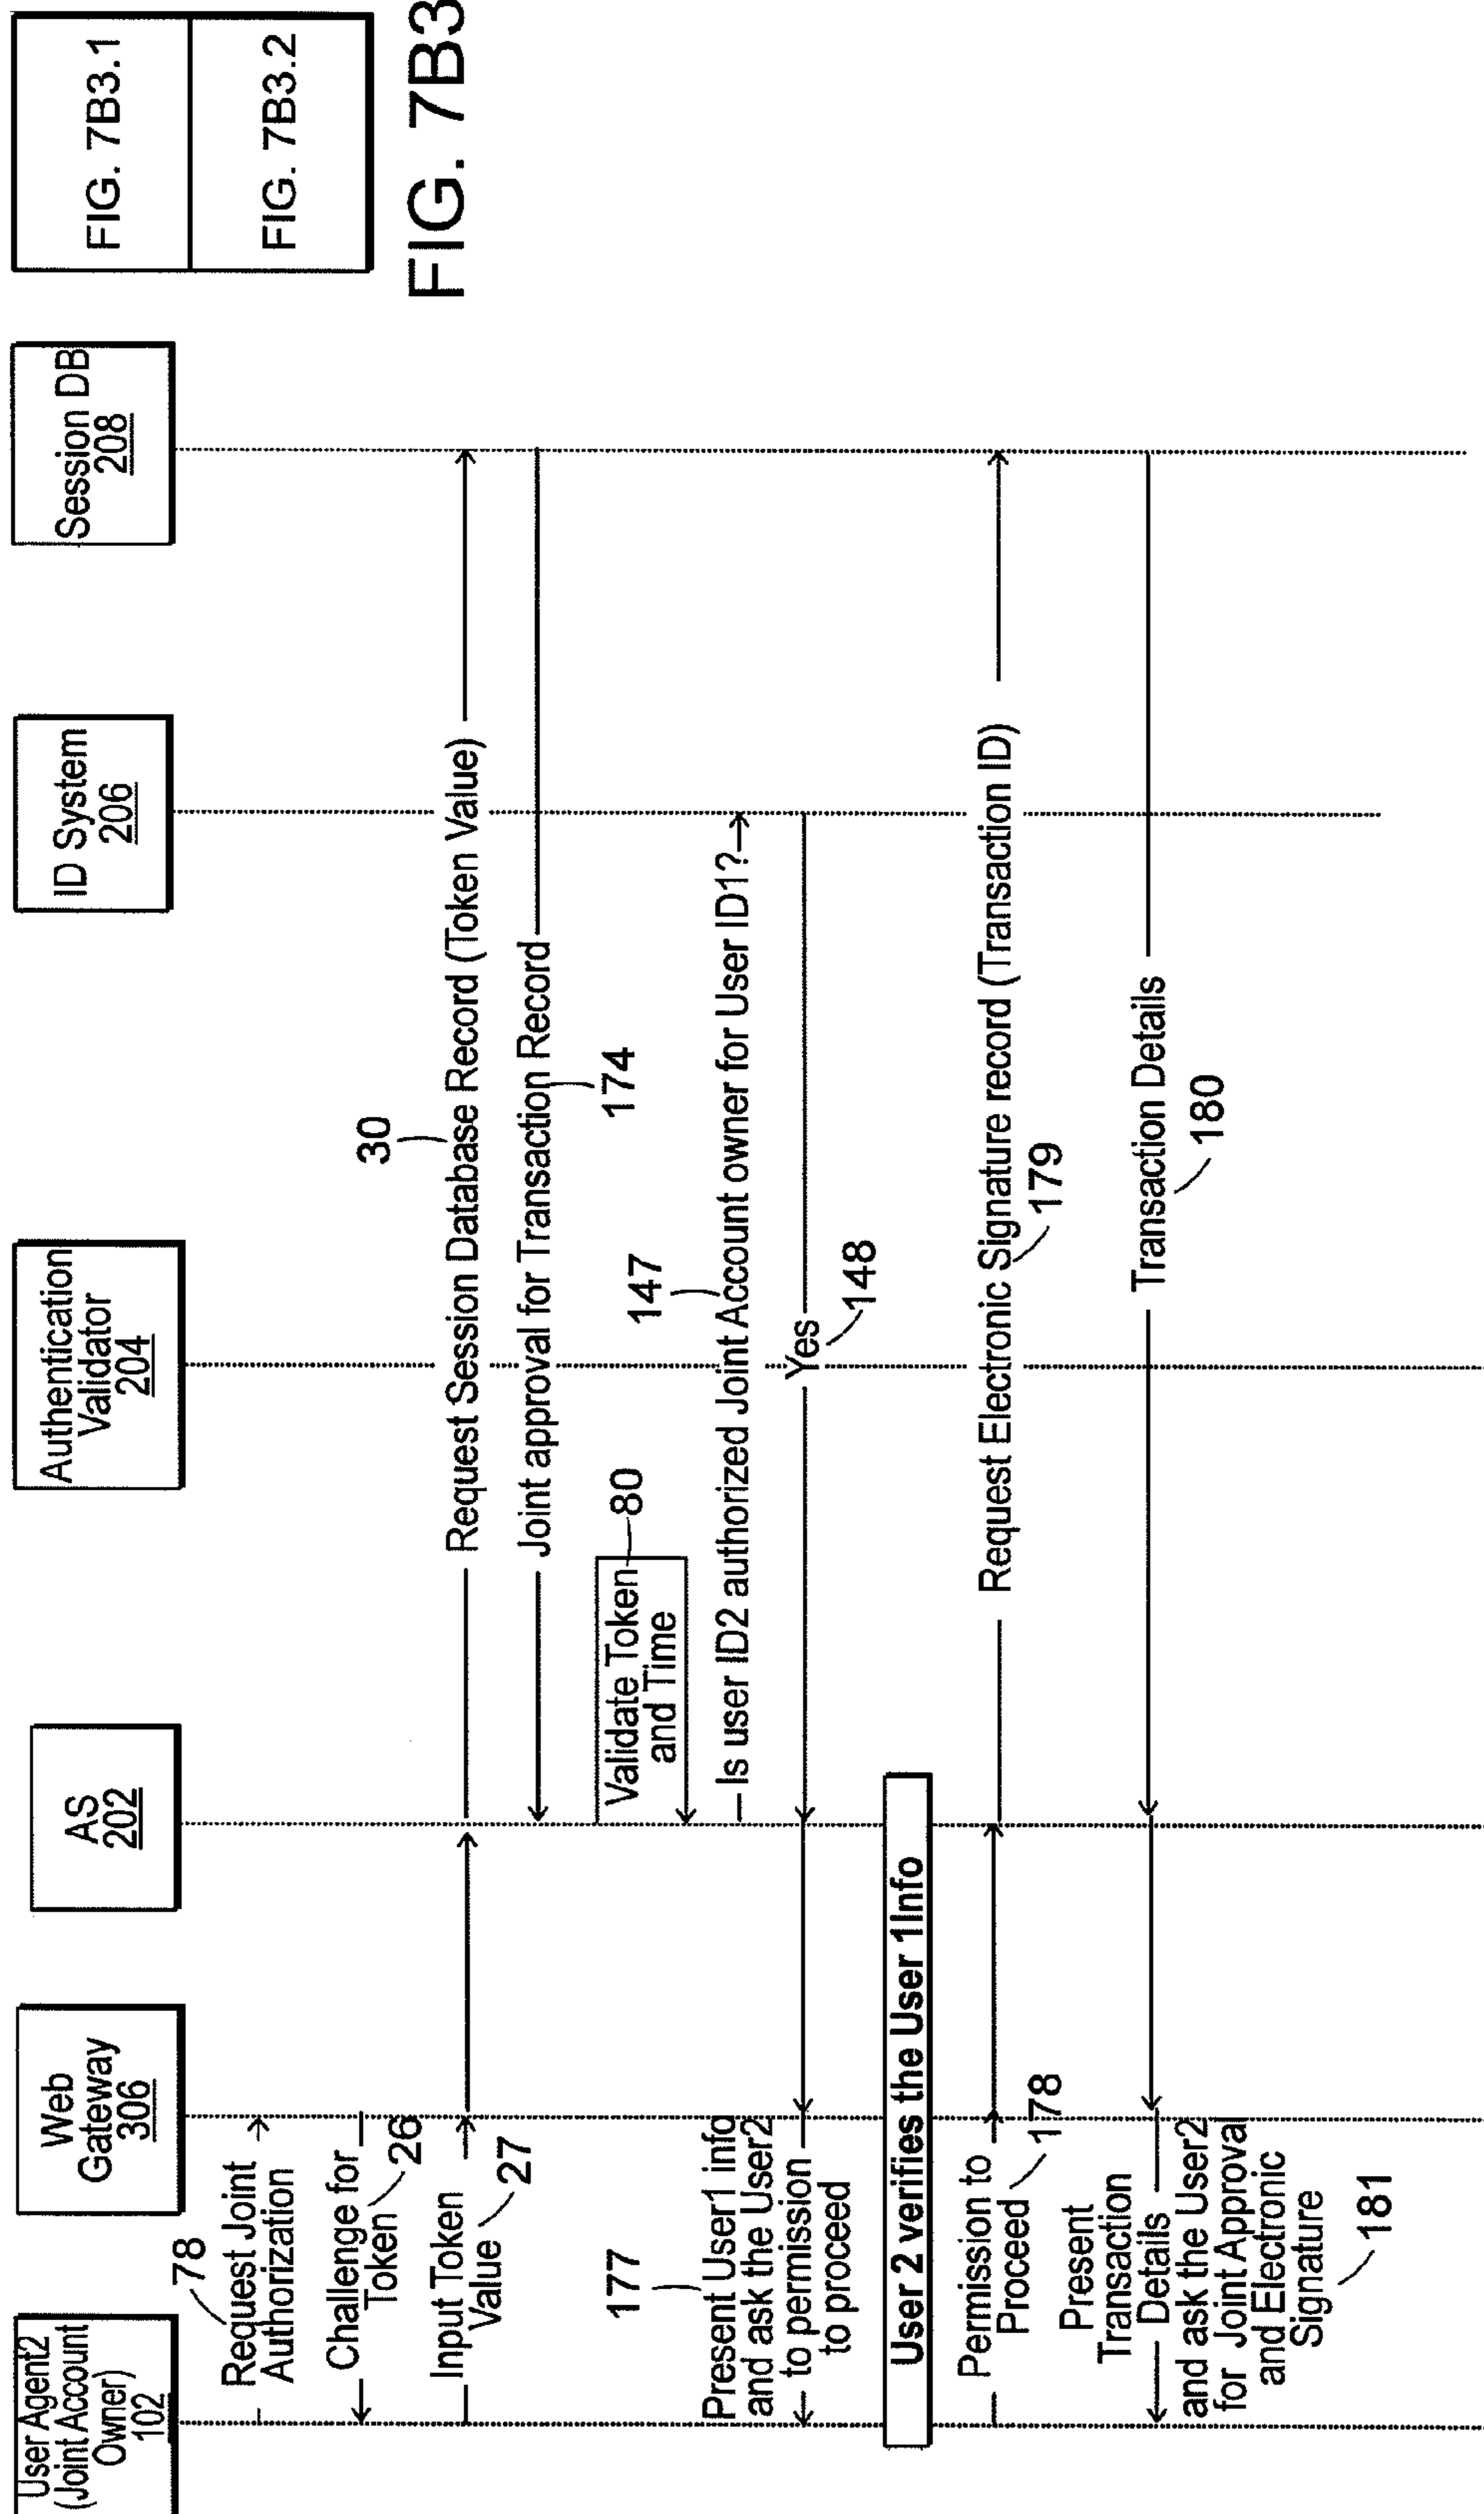 User Agent2
(Joint Account
Owner)
102
Web
Gateway
306
AS
202
Authentication
Validator
204
ID System
206
Session DB
208
FIG. 7B3.1
FIG. 7B3.2
FIG. 7B3
78
Request Joint
Authorization
Challenge for
Token
26
Input Token
Value
27
30
Request Session Database Record (Token Value)
Joint approval for Transaction Record
174
Validate Token
and Time
80
147
Is user ID2 authorized Joint Account owner for User ID1?
177
Present User1 info
and ask the User2
to permission
to proceed
Yes
148
User 2 verifies the User 1Info
Permission to
Proceed
178
Request Electronic Signature record (Transaction ID)
179
Transaction Details
180
Present
Transaction
Details
and ask the User2
for Joint Approval
and Electronic
Signature
181